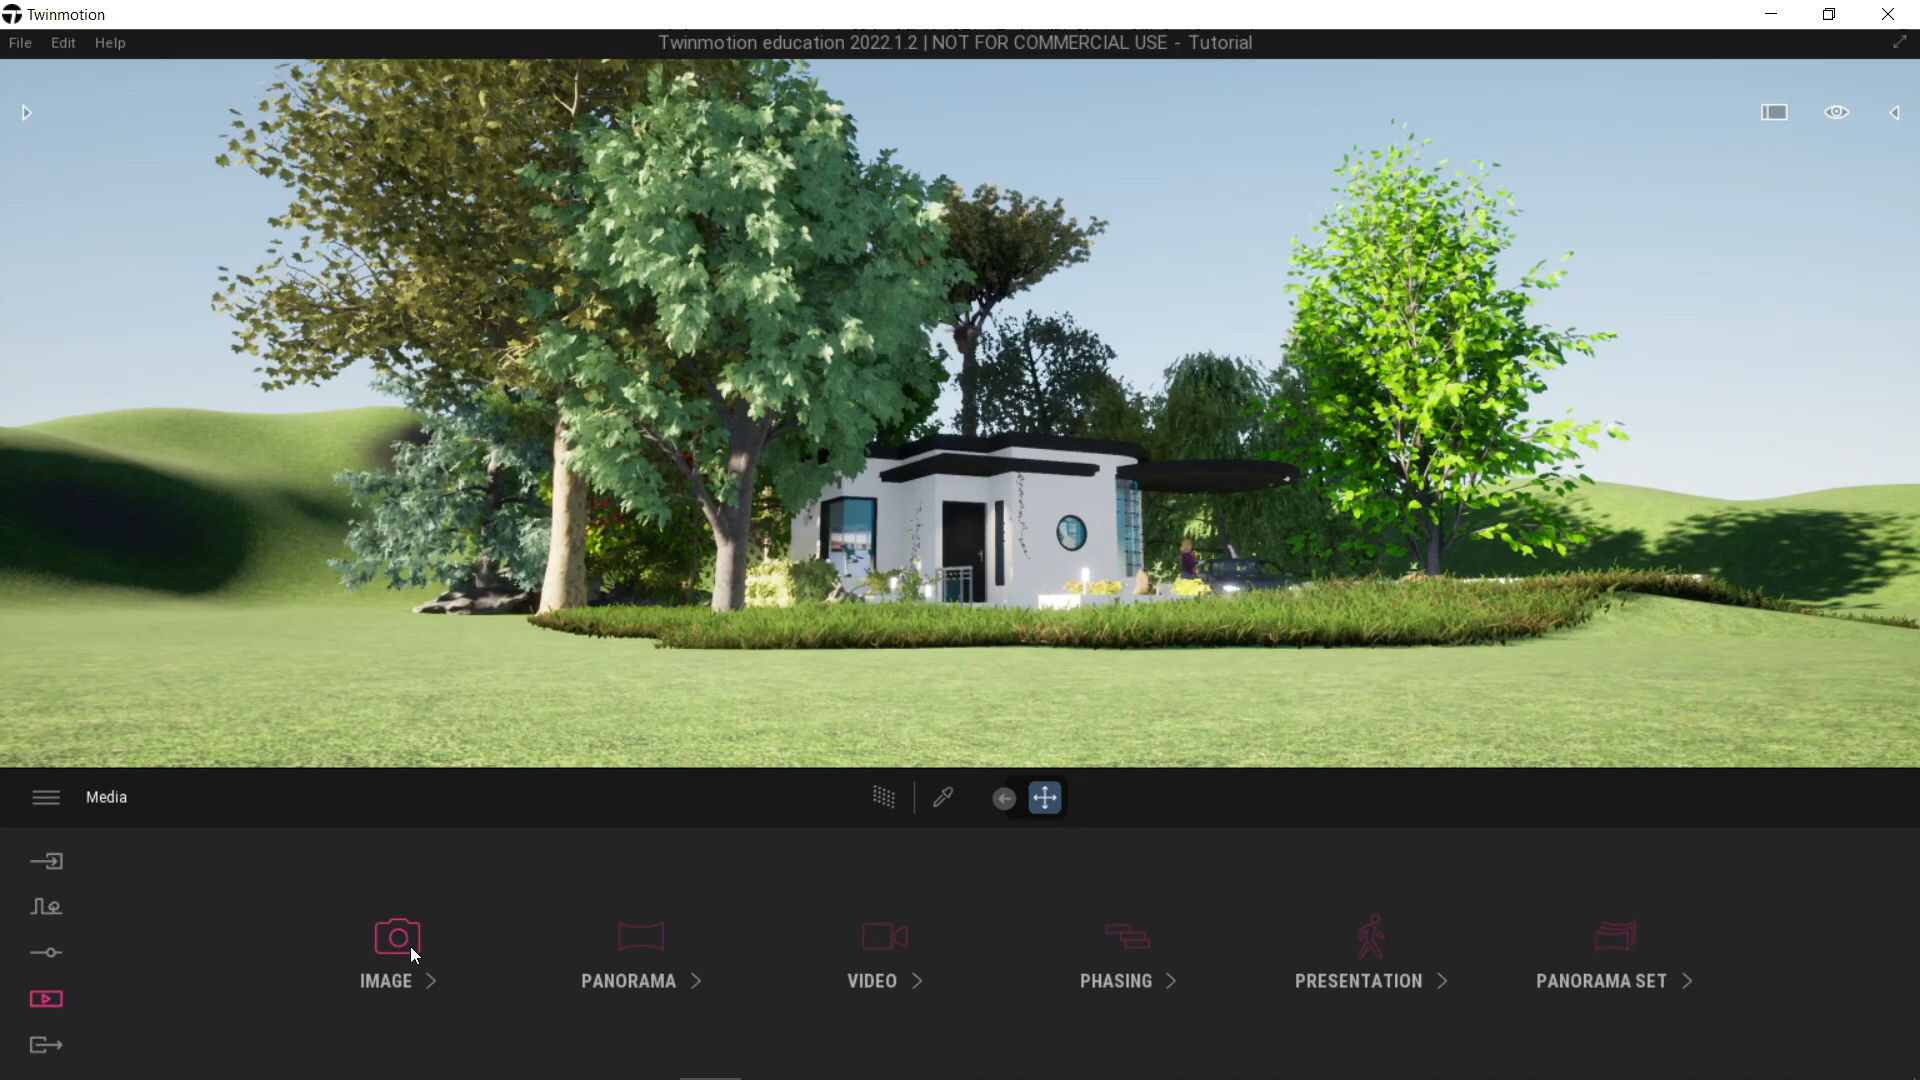 Twinmotion
File Edit Help
Twinmotion education 2022.1.2 | NOT FOR COMMERCIAL USE - Tutorial
Media
IMAGE
PANORAMA
VIDEO
PHASING
PRESENTATION
PANORAMA SET